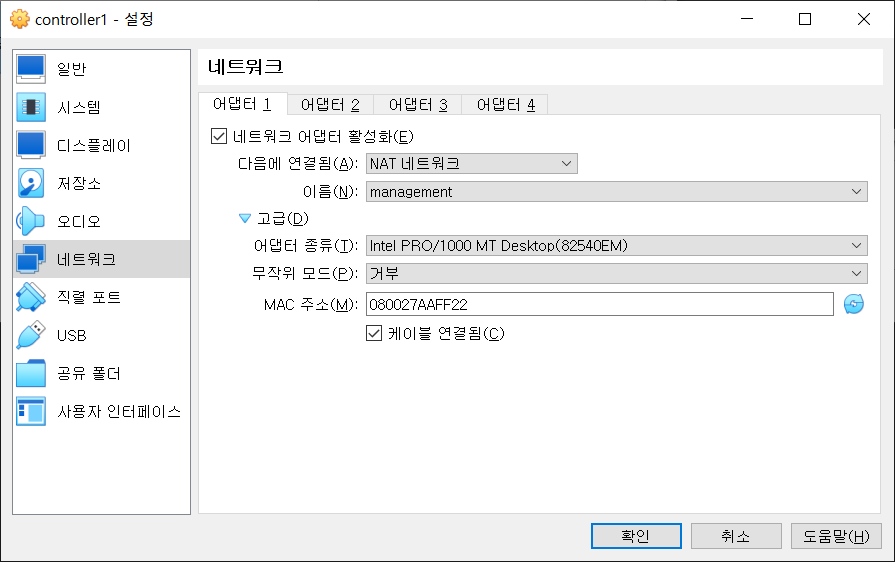 controller1 - 설정
일반
시스템
디스플레이
저장소
오디오
네트워크
직렬 포트
USB
공유 폴더
사용자 인터페이스
네트워크
어댑터 1 어댑터 2 어댑터 3 어댑터 4
네트워크 어댑터 활성화(E)
다음에 연결됨(A): NAT 네트워크
이름(N): management
고급(D)
어댑터 종류(T): Intel PRO/1000 MT Desktop(82540EM)
무작위 모드(P): 거부
MAC 주소(M): 080027AAFF22
케이블 연결됨(C)
확인 취소 도움말(H)